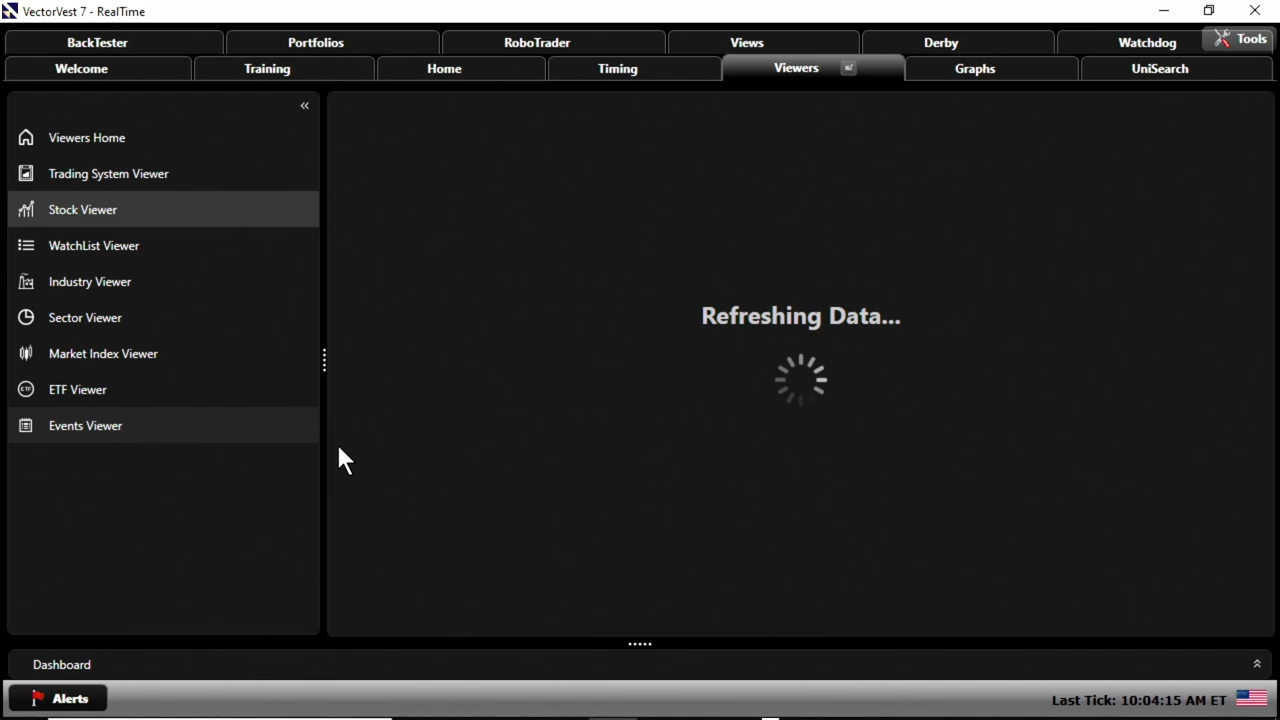 VectorVest 7 - RealTime
BackTester Portfolios RoboTrader Views Derby Watchdog Tools
Welcome Training Home Timing Viewers Graphs UniSearch
Viewers Home
Trading System Viewer
Stock Viewer
WatchList Viewer
Industry Viewer
Sector Viewer
Market Index Viewer
ETF ETF Viewer
Events Viewer
Refreshing Data...
Dashboard
Alerts
Last Tick: 10:04:15 AM ET